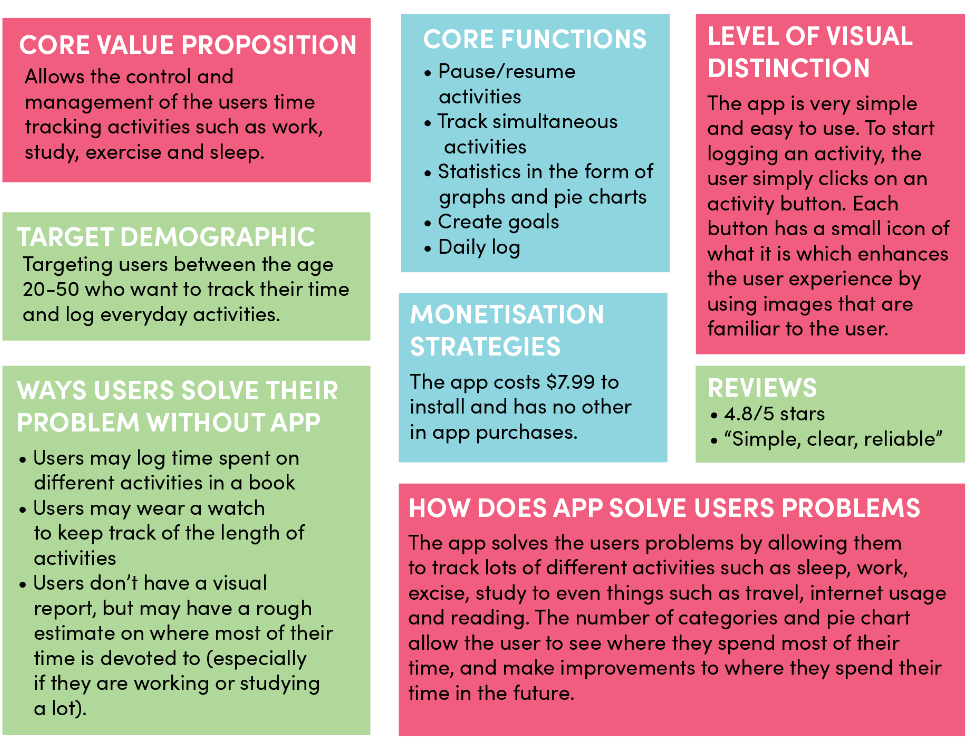 CORE VALUE PROPOSITION
Allows the control and
management of the users time
tracking activities such as work,
study, exercise and sleep.
TARGET DEMOGRAPHIC
Targeting users between the age
20-50 who want to track their time
and log everyday activities.
WAYS USERS SOLVE THEIR
PROBLEM WITHOUT APP
• Users may log time spent on
different activities in a book
• Users may wear a watch
to keep track of the length of
activities
• Users don't have a visual
report, but may have a rough
estimate on where most of their
time is devoted to (especially
if they are working or studying
a lot).
CORE FUNCTIONS
• Pause/resume
activities
• Track simultaneous
activities
• Statistics in the form of
graphs and pie charts
• Create goals
• Daily log
MONETISATION
STRATEGIES
The app costs $7.99 to
install and has no other
in app purchases.
LEVEL OF VISUAL
DISTINCTION
The app is very simple
and easy to use. To start
logging an activity, the
user simply clicks on an
activity button. Each
button has a small icon of
what it is which enhances
the user experience by
using images that are
familiar to the user.
REVIEWS
• 4.8/5 stars
• “Simple, clear, reliable”
HOW DOES APP SOLVE USERS PROBLEMS
The app solves the users problems by allowing them
to track lots of different activities such as sleep, work,
excise, study to even things such as travel, internet usage
and reading. The number of categories and pie chart
allow the user to see where they spend most of their
time, and make improvements to where they spend their
time in the future.